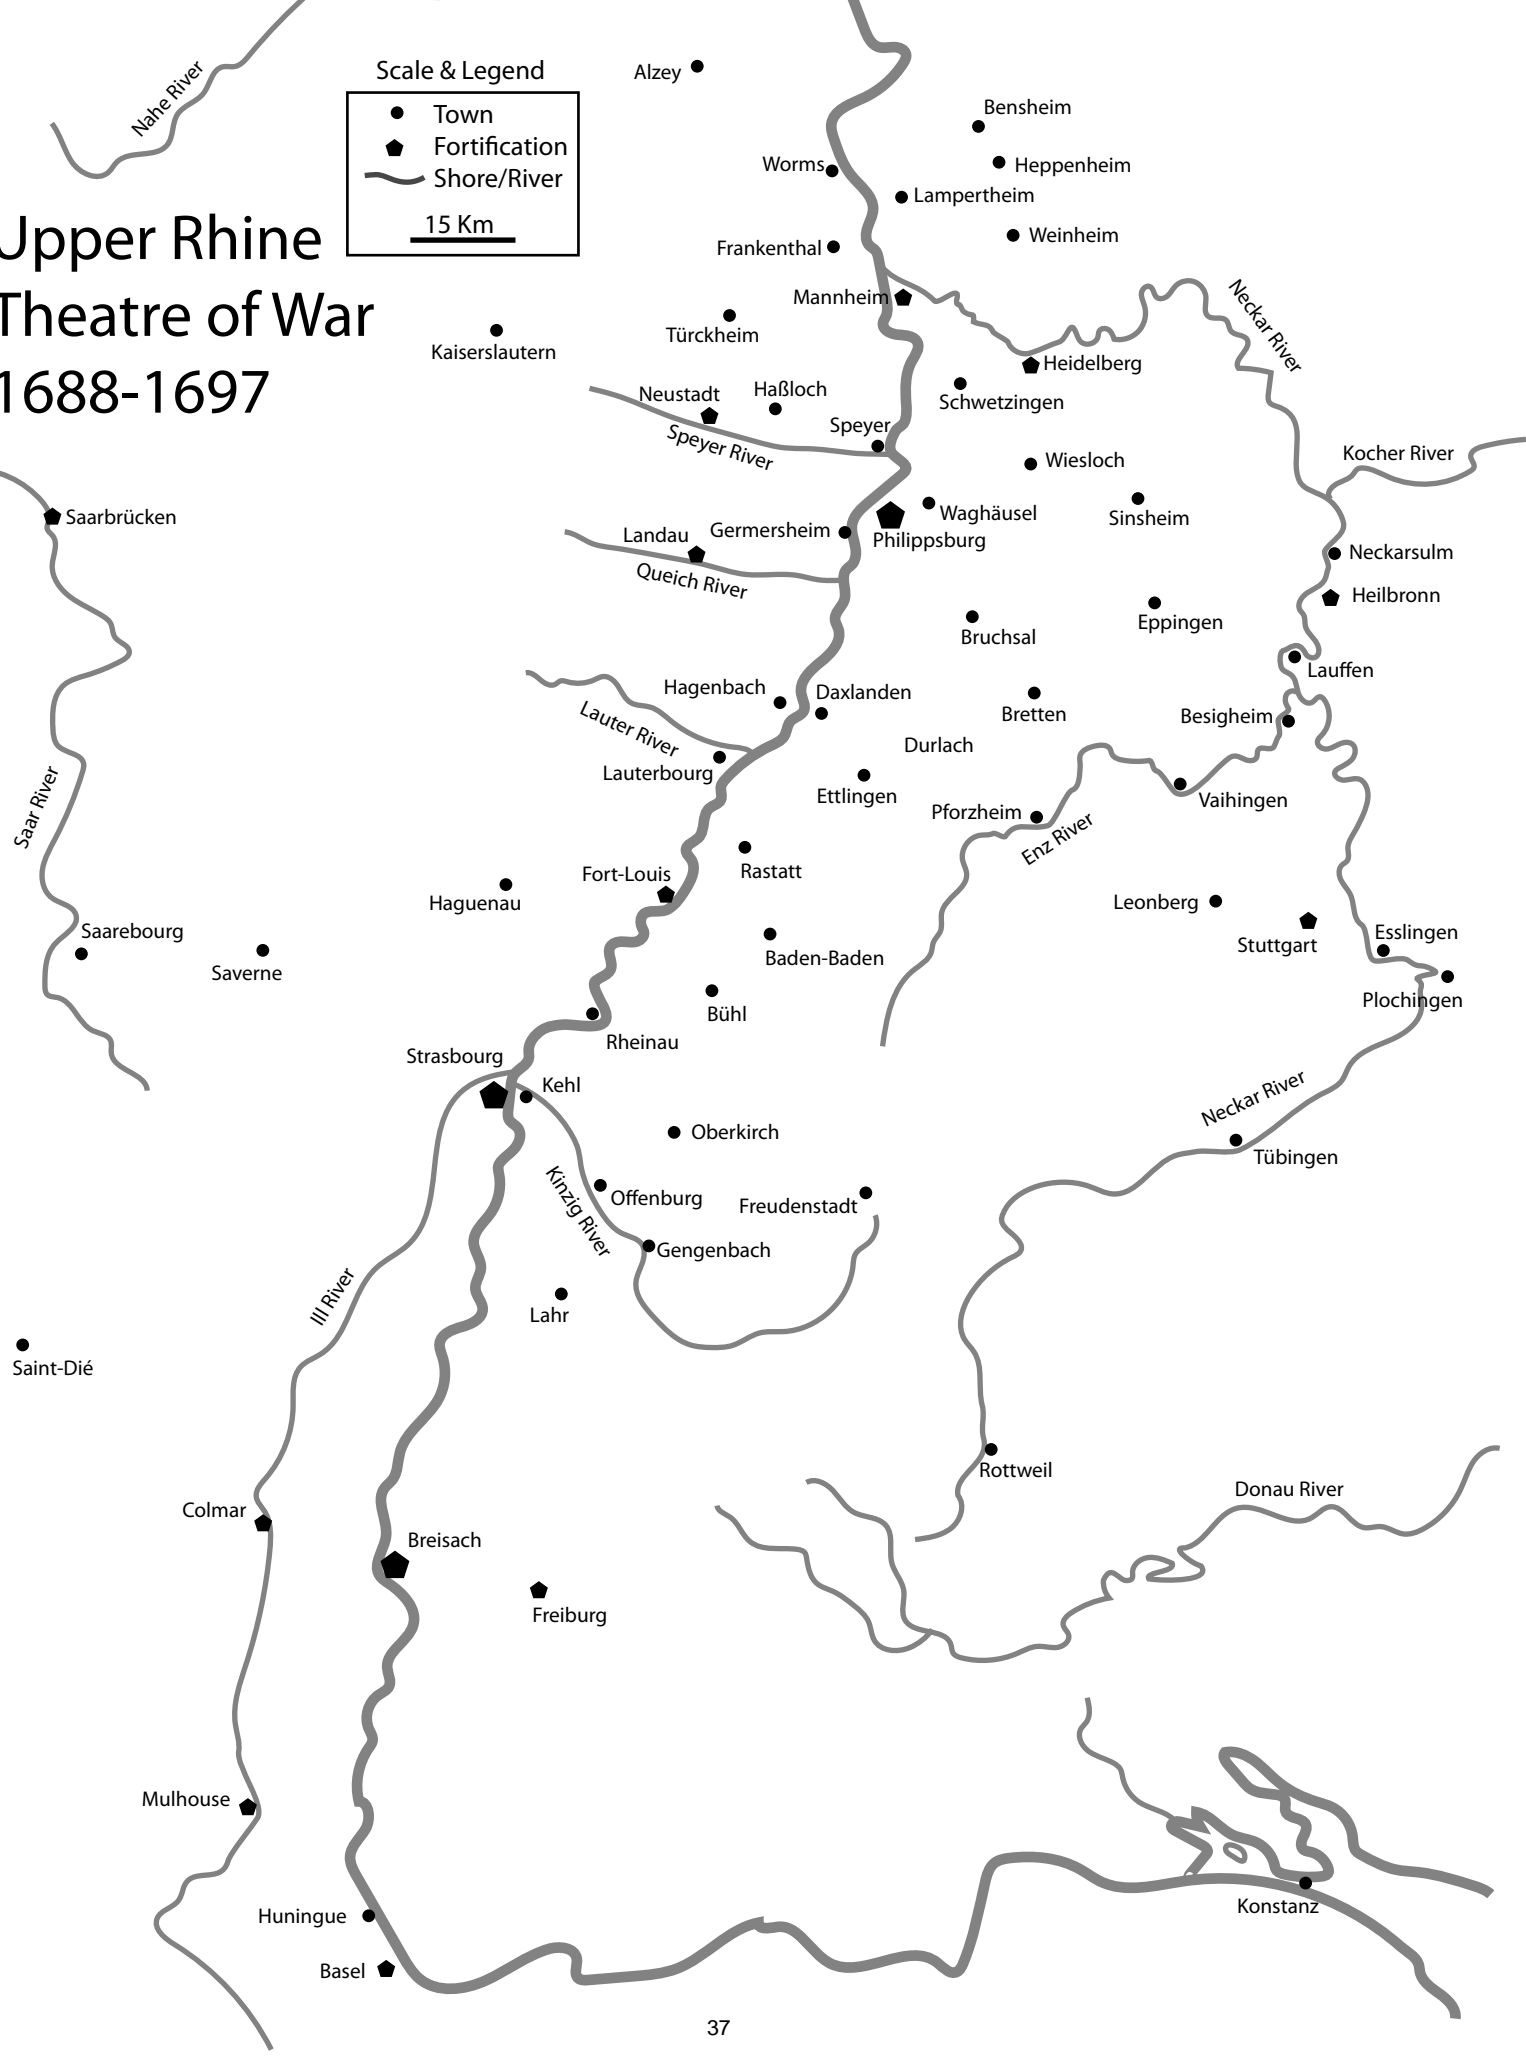 Nahe River
Scale & Legend
Town
Fortification
Shore/River
15 Km
Upper Rhine
Theatre of War
1688-1697
Alzey
Bensheim
Worms
Heppenheim
Lampertheim
Frankenthal
Weinheim
Mannheim
Neckar River
Türckheim
Kaiserslautern
Heidelberg
Neustadt
Haßloch
Schwetzingen
Speyer
Speyer River
Wiesloch
Kocher River
Saarbrücken
Waghäusel
Sinsheim
Landau
Germersheim
Philippsburg
Neckarsulm
Queich River
Heilbronn
Bruchsal
Eppingen
Lauffen
Hagenbach
Daxlanden
Bretten
Besigheim
Lauter River
Durlach
Lauterbourg
Ettlingen
Vaihingen
Saar River
Pforzheim
Enz River
Fort-Louis
Rastatt
Haguenau
Leonberg
Saarebourg
Stuttgart
Esslingen
Saverne
Baden-Baden
Plochingen
Bühl
Rheinau
Strasbourg
Kehl
Neckar River
Oberkirch
Tübingen
Kinzig River
Offenburg
Freudenstadt
Gengenbach
Ill River
Lahr
Saint-Dié
Rottweil
Donau River
Colmar
Breisach
Freiburg
Mulhouse
Konstanz
Huningue
Basel
37